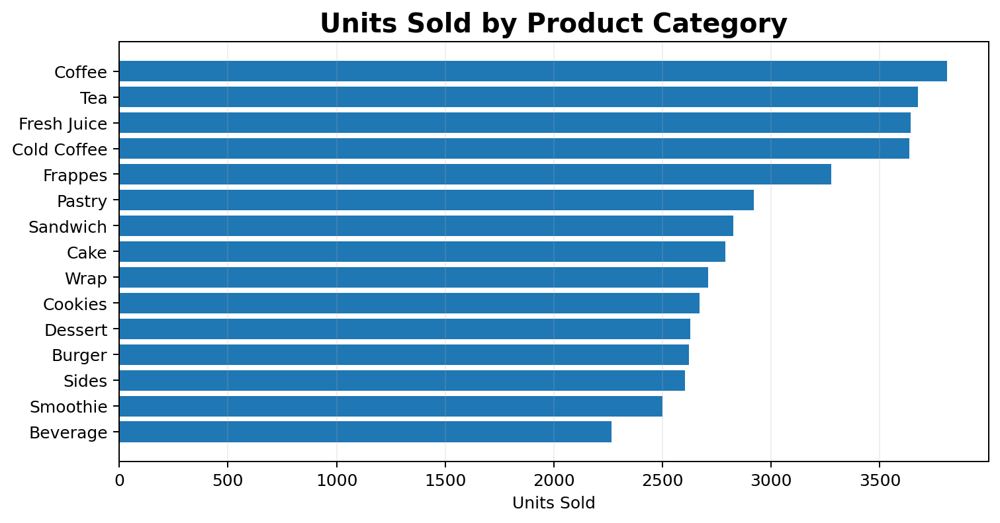 Units Sold by Product Category
Coffee
Tea
Fresh Juice
Cold Coffee
Frappes
Pastry
Sandwich
Cake
Wrap
Cookies
Dessert
Burger
Sides
Smoothie
Beverage
0 500 1000 1500 2000 2500 3000 3500
Units Sold